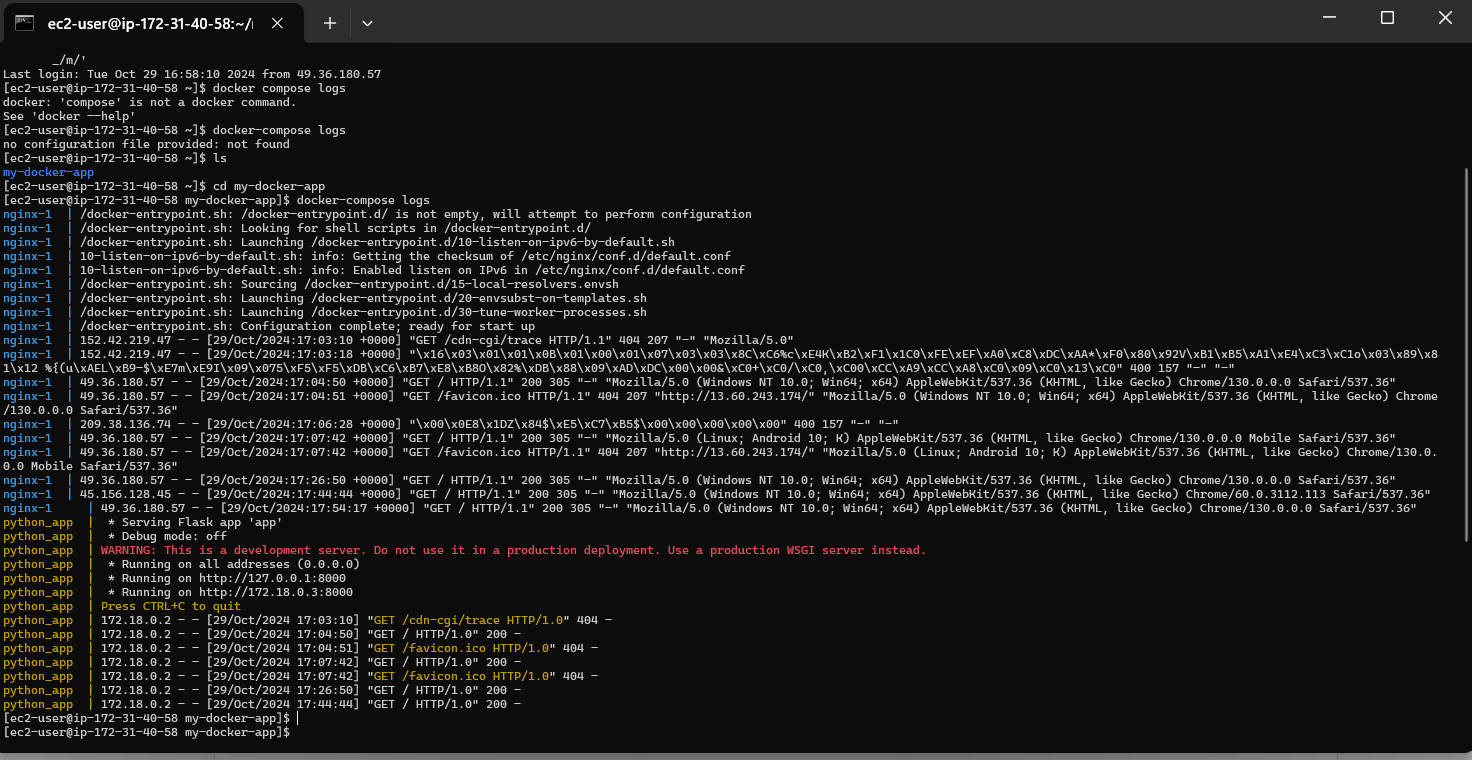 ec2-user@ip-172-31-40-58:~/
_/m/'
Last login: Tue Oct 29 16:58:10 2024 from 49.36.180.57
[ec2-user@ip-172-31-40-58 ~]$ docker compose logs
docker: 'compose' is not a docker command.
See 'docker --help'
[ec2-user@ip-172-31-40-58 ~]$ docker-compose logs
no configuration file provided: not found
[ec2-user@ip-172-31-40-58 ~]$ ls
my-docker-app
[ec2-user@ip-172-31-40-58 ~]$ cd my-docker-app
[ec2-user@ip-172-31-40-58 my-docker-app]$ docker-compose logs
nginx-1 | /docker-entrypoint.sh: /docker-entrypoint.d/ is not empty, will attempt to perform configuration
nginx-1 | /docker-entrypoint.sh: Looking for shell scripts in /docker-entrypoint.d/
nginx-1 | /docker-entrypoint.sh: Launching /docker-entrypoint.d/10-listen-on-ipv6-by-default.sh
nginx-1 | 10-listen-on-ipv6-by-default.sh: info: Getting the checksum of /etc/nginx/conf.d/default.conf
nginx-1 | 10-listen-on-ipv6-by-default.sh: info: Enabled listen on IPv6 in /etc/nginx/conf.d/default.conf
nginx-1 | /docker-entrypoint.sh: Sourcing /docker-entrypoint.d/15-local-resolvers.envsh
nginx-1 | /docker-entrypoint.sh: Launching /docker-entrypoint.d/20-envsubst-on-templates.sh
nginx-1 | /docker-entrypoint.sh: Launching /docker-entrypoint.d/30-tune-worker-processes.sh
nginx-1 | /docker-entrypoint.sh: Configuration complete; ready for start up
nginx-1 | 152.42.219.47 - - [29/Oct/2024:17:03:10 +0000] "GET /cdn-cgi/trace HTTP/1.1" 404 207 "-" "Mozilla/5.0"
nginx-1 | 152.42.219.47 - - [29/Oct/2024:17:03:18 +0000] "\x16\x03\x01\x01\x0B\x01\x00\x01\x07\x03\x03\x8C\xC6%c\xE4K\xB2\xF1\x1C0\xFE\xEF\xA0\xC8\xDC\xAA*\xF0\x80\x92V\xB1\xB5\xA1\xE4\xC3\xC1o\x03\x89\x8
1\x12 %{(u\xAEL\xB9-$\xE7m\xE9I\x09\x075\xF5\xF5\xDB\xC6\xB7\xE8\xB8O\x82%\xDB\x88\x09\xAD\xDC\x00\x00&\xC0+\xC0/\xC0,\xC00\xCC\xA9\xCC\xA8\xC0\x09\xC0\x13\xC0" 400 157 "-" "-"
nginx-1 | 49.36.180.57 - - [29/Oct/2024:17:04:50 +0000] "GET / HTTP/1.1" 200 305 "-" "Mozilla/5.0 (Windows NT 10.0; Win64; x64) AppleWebKit/537.36 (KHTML, like Gecko) Chrome/130.0.0.0 Safari/537.36"
nginx-1 | 49.36.180.57 - - [29/Oct/2024:17:04:51 +0000] "GET /favicon.ico HTTP/1.1" 404 207 "http://13.60.243.174/" "Mozilla/5.0 (Windows NT 10.0; Win64; x64) AppleWebKit/537.36 (KHTML, like Gecko) Chrome
/130.0.0.0 Safari/537.36"
nginx-1 | 209.38.136.74 - - [29/Oct/2024:17:06:28 +0000] "\x00\x0E8\x1DZ\x84$\xE5\xC7\xB5$\x00\x00\x00\x00\x00" 400 157 "-" "-"
nginx-1 | 49.36.180.57 - - [29/Oct/2024:17:07:42 +0000] "GET / HTTP/1.1" 200 305 "-" "Mozilla/5.0 (Linux; Android 10; K) AppleWebKit/537.36 (KHTML, like Gecko) Chrome/130.0.0.0 Mobile Safari/537.36"
nginx-1 | 49.36.180.57 - - [29/Oct/2024:17:07:42 +0000] "GET /favicon.ico HTTP/1.1" 404 207 "http://13.60.243.174/" "Mozilla/5.0 (Linux; Android 10; K) AppleWebKit/537.36 (KHTML, like Gecko) Chrome/130.0.
0.0 Mobile Safari/537.36"
nginx-1 | 49.36.180.57 - - [29/Oct/2024:17:26:50 +0000] "GET / HTTP/1.1" 200 305 "-" "Mozilla/5.0 (Windows NT 10.0; Win64; x64) AppleWebKit/537.36 (KHTML, like Gecko) Chrome/130.0.0.0 Safari/537.36"
nginx-1 | 45.156.128.45 - - [29/Oct/2024:17:44:44 +0000] "GET / HTTP/1.1" 200 305 "-" "Mozilla/5.0 (Windows NT 10.0; Win64; x64) AppleWebKit/537.36 (KHTML, like Gecko) Chrome/60.0.3112.113 Safari/537.36"
nginx-1 | 49.36.180.57 - - [29/Oct/2024:17:54:17 +0000] "GET / HTTP/1.1" 200 305 "-" "Mozilla/5.0 (Windows NT 10.0; Win64; x64) AppleWebKit/537.36 (KHTML, like Gecko) Chrome/130.0.0.0 Safari/537.36"
python_app | * Serving Flask app 'app'
python_app | * Debug mode: off
python_app | WARNING: This is a development server. Do not use it in a production deployment. Use a production WSGI server instead.
python_app | * Running on all addresses (0.0.0.0)
python_app | * Running on http://127.0.0.1:8000
python_app | * Running on http://172.18.0.3:8000
python_app | Press CTRL+C to quit
python_app | 172.18.0.2 - - [29/Oct/2024 17:03:10] "GET /cdn-cgi/trace HTTP/1.0" 404 -
python_app | 172.18.0.2 - - [29/Oct/2024 17:04:50] "GET / HTTP/1.0" 200 -
python_app | 172.18.0.2 - - [29/Oct/2024 17:04:51] "GET /favicon.ico HTTP/1.0" 404 -
python_app | 172.18.0.2 - - [29/Oct/2024 17:07:42] "GET / HTTP/1.0" 200 -
python_app | 172.18.0.2 - - [29/Oct/2024 17:07:42] "GET /favicon.ico HTTP/1.0" 404 -
python_app | 172.18.0.2 - - [29/Oct/2024 17:26:50] "GET / HTTP/1.0" 200 -
python_app | 172.18.0.2 - - [29/Oct/2024 17:44:44] "GET / HTTP/1.0" 200 -
[ec2-user@ip-172-31-40-58 my-docker-app]$
[ec2-user@ip-172-31-40-58 my-docker-app]$